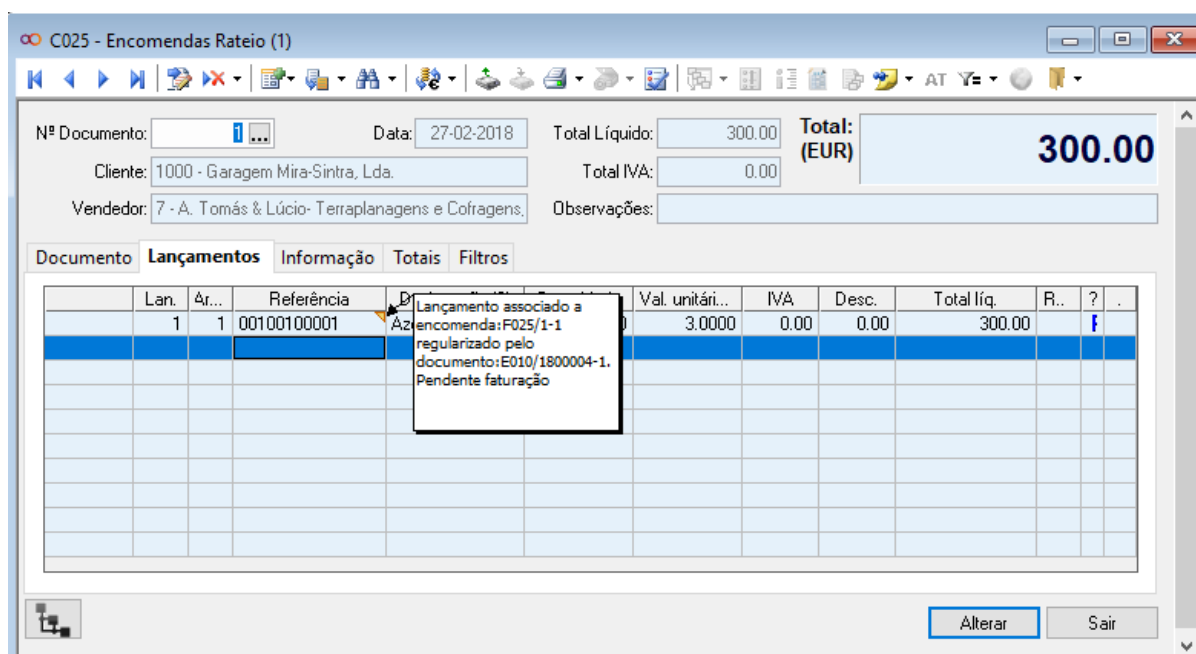 C025 - Encomendas Rateio (1)
AT
Nº Documento: 1 ... Data: 27-02-2018 Total Líquido: 300.00 Total: (EUR) 300.00
Cliente: 1000 - Garagem Mira-Sintra, Lda. Total IVA: 0.00
Vendedor: 7 - A. Tomás & Lúcio- Terraplanagens e Cofragens, Observações:
Documento Lançamentos Informação Totais Filtros
Lan. Ar... Referência Val. unitári... IVA Desc. Total líq. R.. ? .
1 1 00100100001 3.0000 0.00 0.00 300.00
Lançamento associado a
encomenda:F025/1-1
regularizado pelo
documento:E010/1800004-1.
Pendente faturação
Alterar Sair